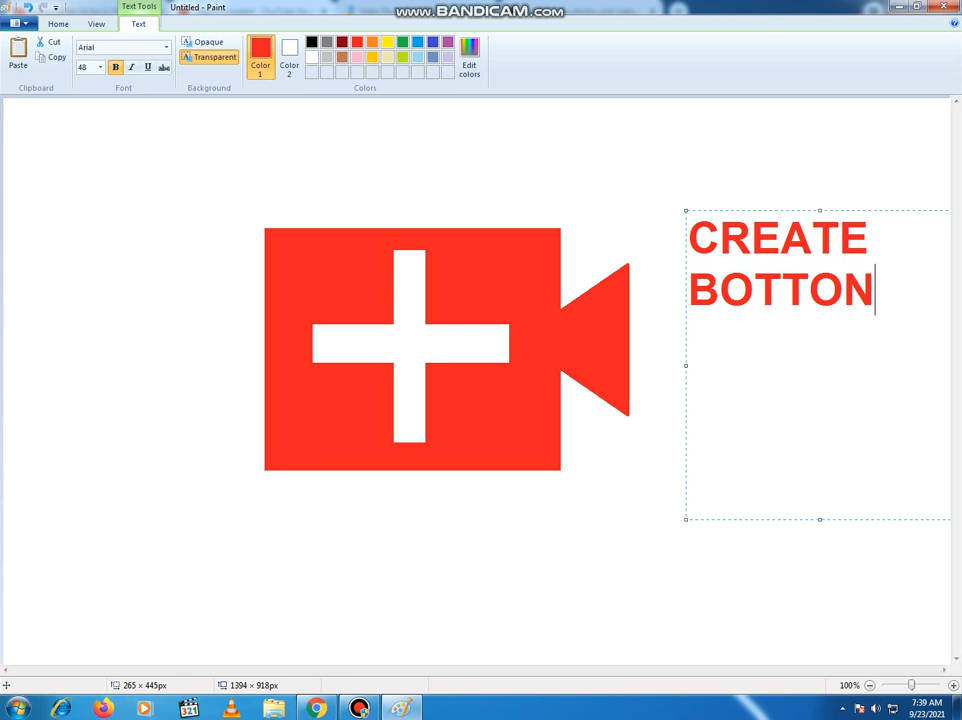 Text Tools
Untitled - Paint
www.BANDICAM.com
Home
View
Text
Paste
Cut
Copy
Clipboard
Arial
48
B
I
U
abc
Font
Opaque
Transparent
Background
Color 1
Color 2
Edit colors
Colors
CREATE
BOTTON
265 × 445px
1394 × 918px
100%
321
7:39 AM
9/23/2021